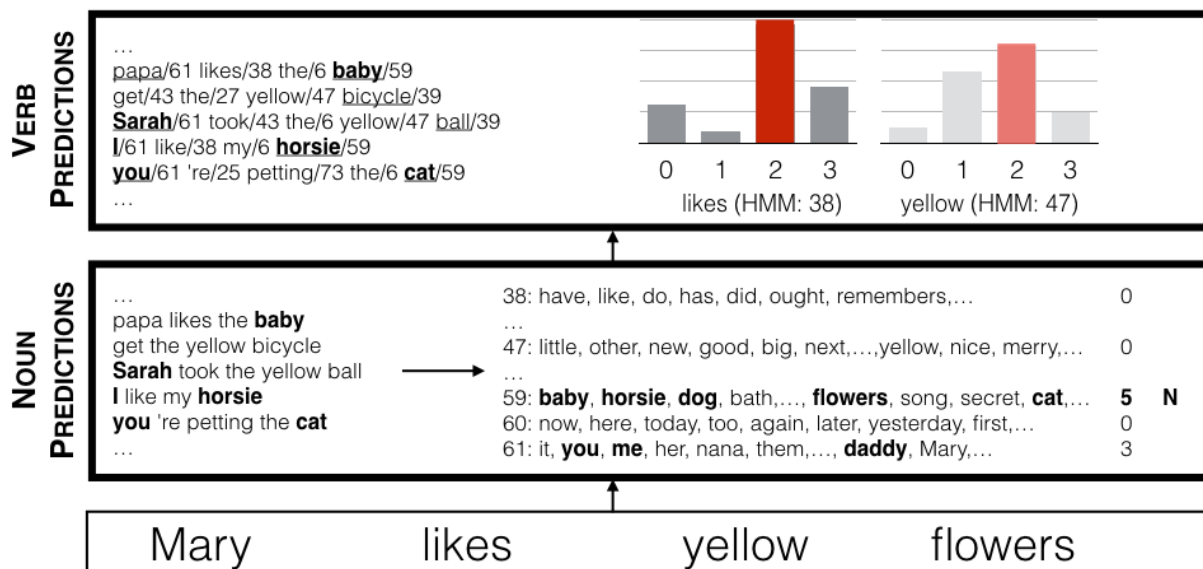 VERB
PREDICTIONS
…
papa/61 likes/38 the/6 baby/59
get/43 the/27 yellow/47 bicycle/39
Sarah/61 took/43 the/6 yellow/47 ball/39
I/61 like/38 my/6 horsie/59
you/61 're/25 petting/73 the/6 cat/59
…
0 1 2 3
likes (HMM: 38)
0 1 2 3
yellow (HMM: 47)
NOUN
PREDICTIONS
…
papa likes the baby
get the yellow bicycle
Sarah took the yellow ball
I like my horsie
you 're petting the cat
…
38: have, like, do, has, did, ought, remembers,… 0
…
47: little, other, new, good, big, next,…,yellow, nice, merry,… 0
…
59: baby, horsie, dog, bath,…, flowers, song, secret, cat,… 5 N
60: now, here, today, too, again, later, yesterday, first,… 0
61: it, you, me, her, nana, them,…, daddy, Mary,… 3
Mary likes yellow flowers